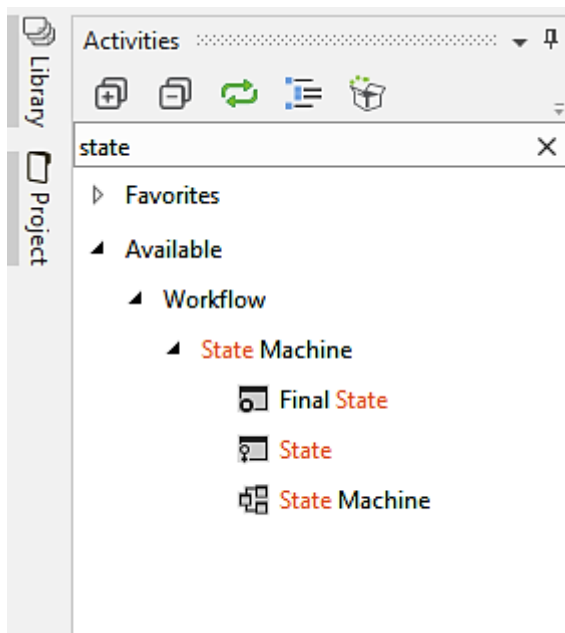 Library
Project
Activities
state
Favorites
Available
Workflow
State Machine
Final State
State
State Machine